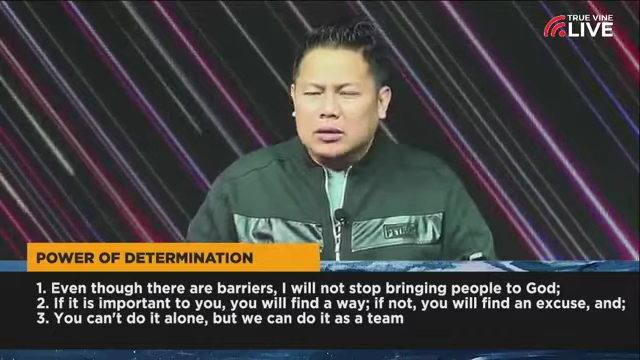 TRUE VINE
LIVE
PETROL
POWER OF DETERMINATION
1. Even though there are barriers, I will not stop bringing people to God;
2. If it is important to you, you will find a way; if not, you will find an excuse, and;
3. You can't do it alone, but we can do it as a team